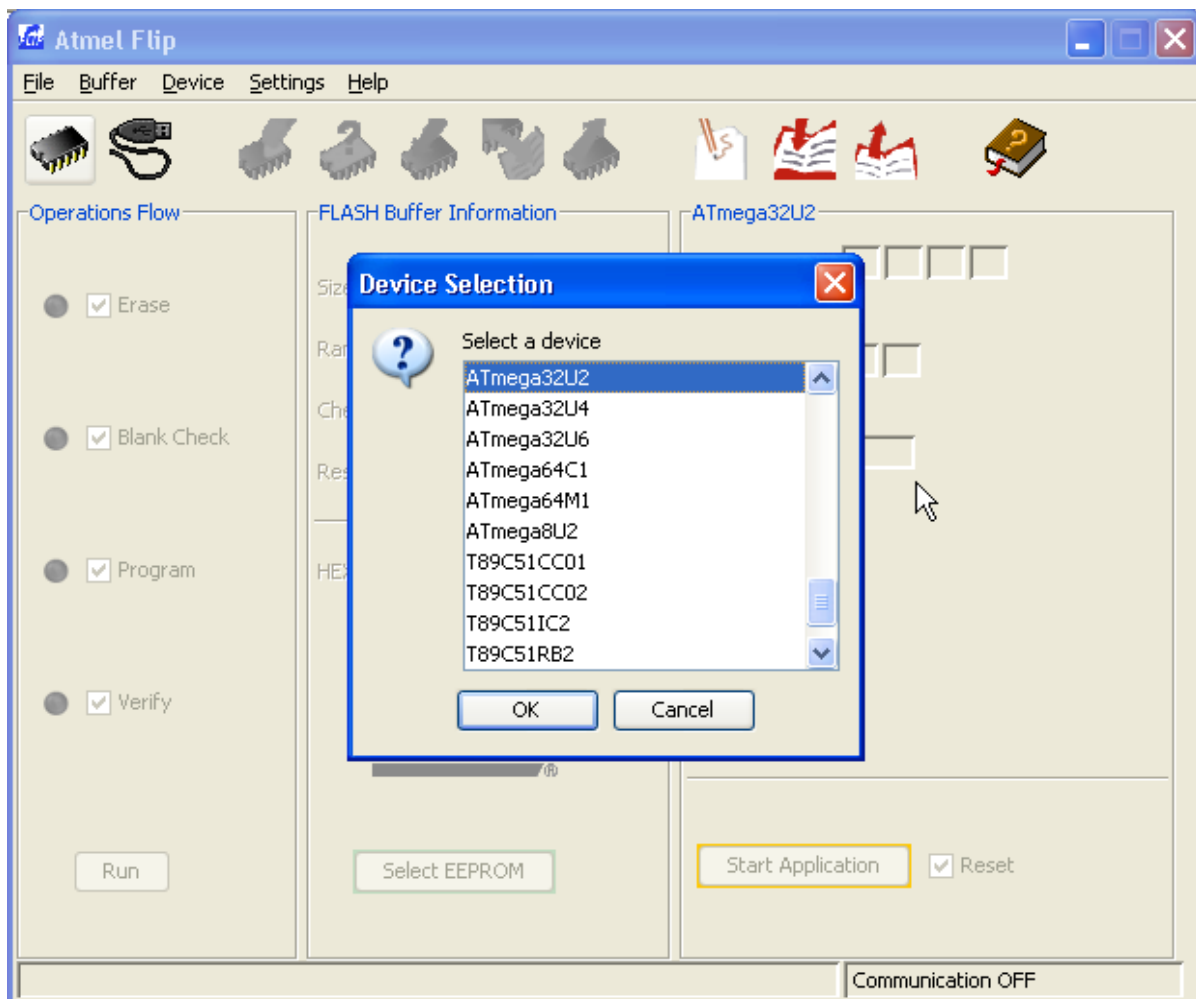 Atmel Flip
File Buffer Device Settings Help
Operations Flow
FLASH Buffer Information
ATmega32U2
Erase
Blank Check
Program
Verify
Run
Device Selection
Select a device
ATmega32U2
ATmega32U4
ATmega32U6
ATmega64C1
ATmega64M1
ATmega8U2
T89C51CC01
T89C51CC02
T89C51IC2
T89C51RB2
OK Cancel
®
Select EEPROM
Start Application
Reset
Communication OFF